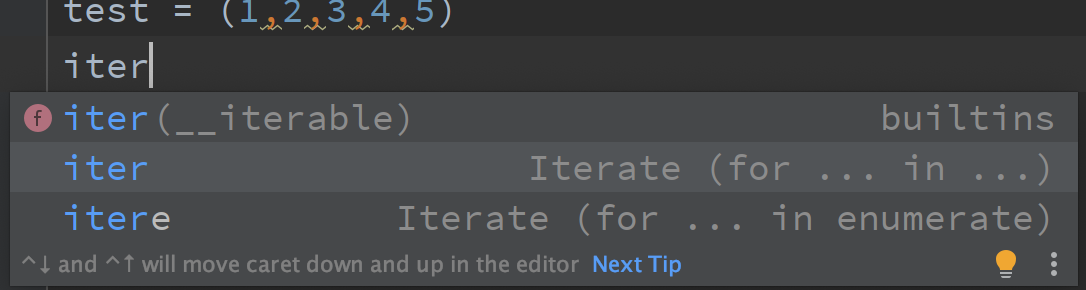 test = (1,2,3,4,5)
iter
f iter(__iterable) builtins
iter Iterate (for ... in ...)
itere Iterate (for ... in enumerate)
^↓ and ^↑ will move caret down and up in the editor Next Tip